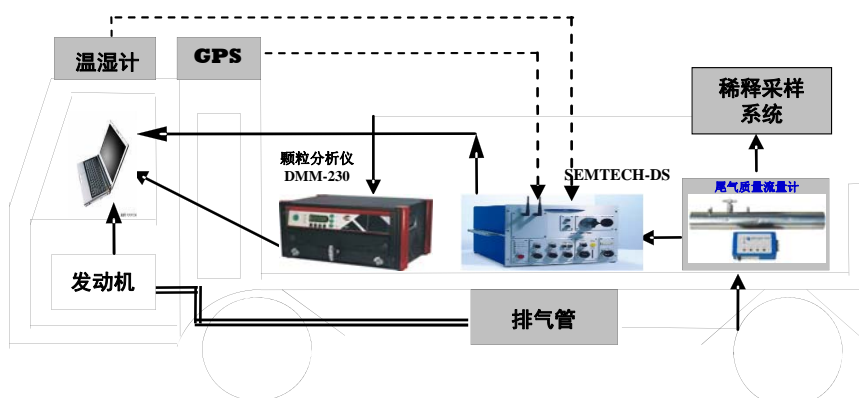 温湿计
GPS
稀释采样
系统
颗粒分析仪
DMM-230
SEMTECH-DS
尾气质量流量计
发动机
排气管